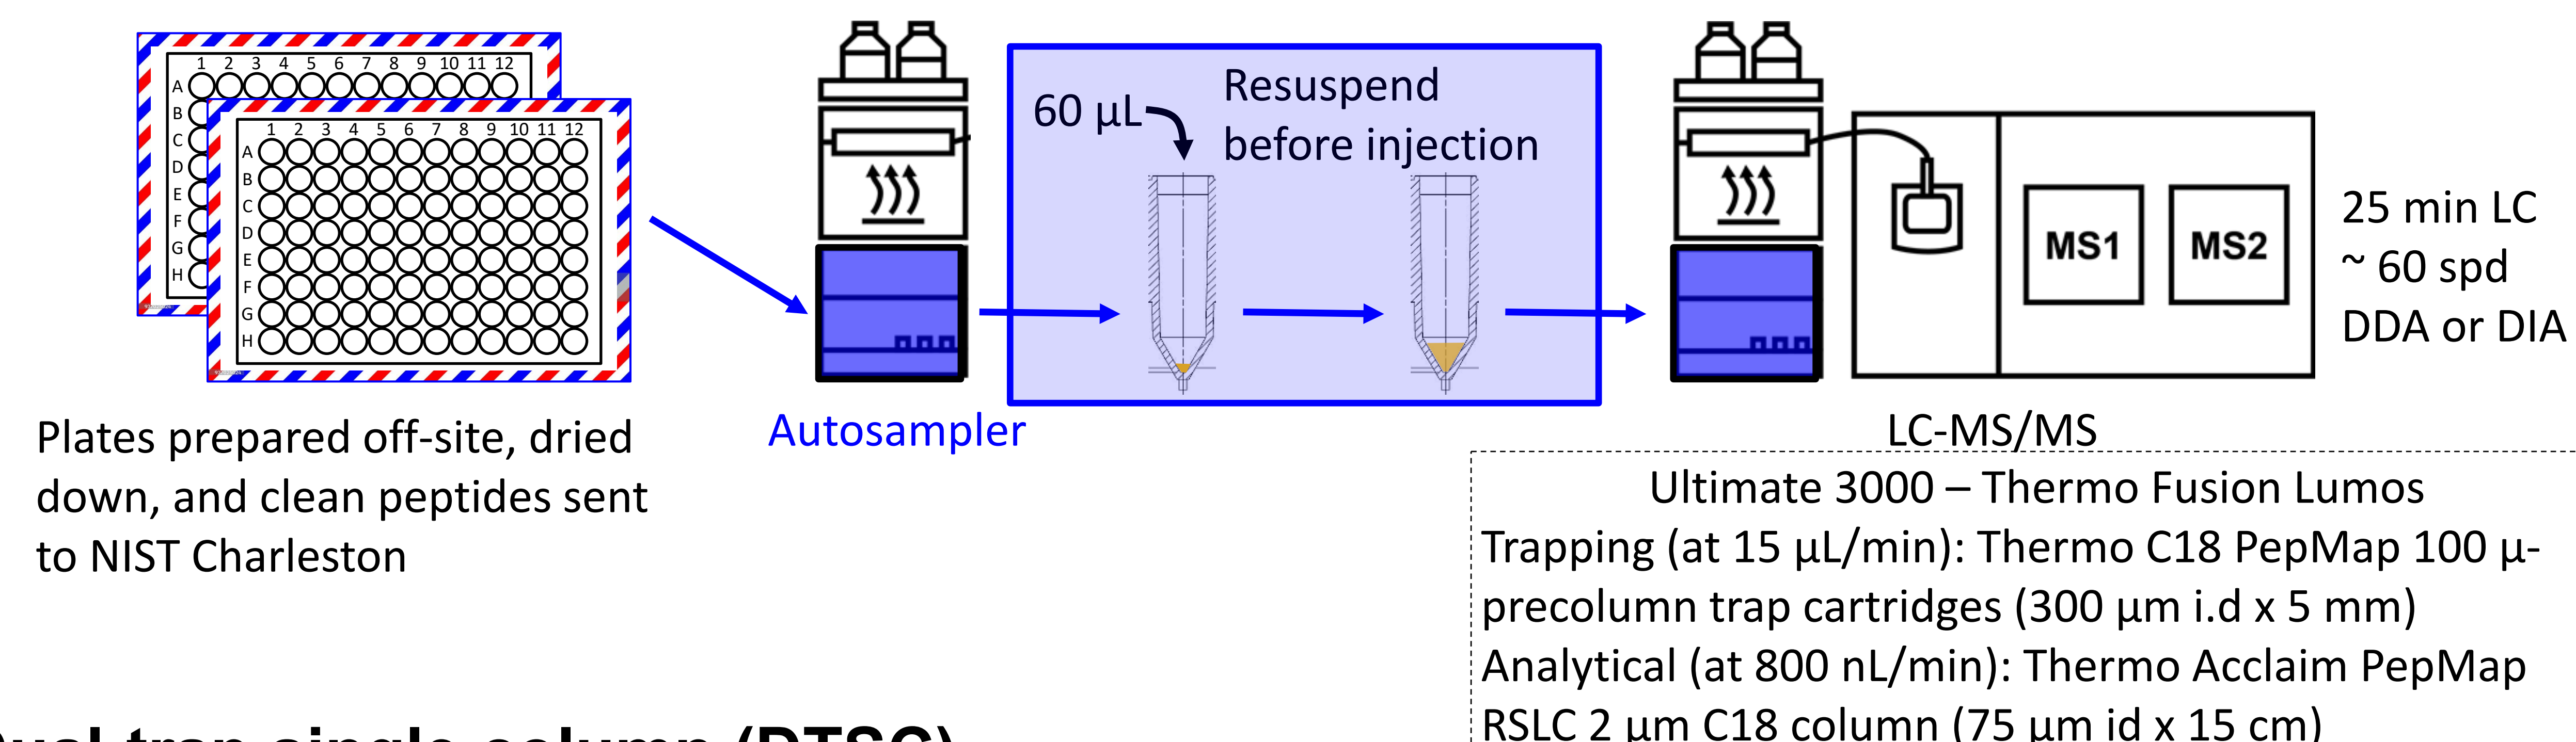 1 2 3 4 5 6 7 8 9 10 11 12
A
B
C
D
E
F
G
H
1 2 3 4 5 6 7 8 9 10 11 12
A
B
C
D
E
F
G
H
Plates prepared off-site, dried
down, and clean peptides sent
to NIST Charleston
Autosampler
60 µL
Resuspend
before injection
MS1 MS2
25 min LC
~ 60 spd
DDA or DIA
LC-MS/MS
Ultimate 3000 – Thermo Fusion Lumos
Trapping (at 15 µL/min): Thermo C18 PepMap 100 µ-
precolumn trap cartridges (300 µm i.d x 5 mm)
Analytical (at 800 nL/min): Thermo Acclaim PepMap
RSLC 2 µm C18 column (75 µm id x 15 cm)
trap single column (DTSC)